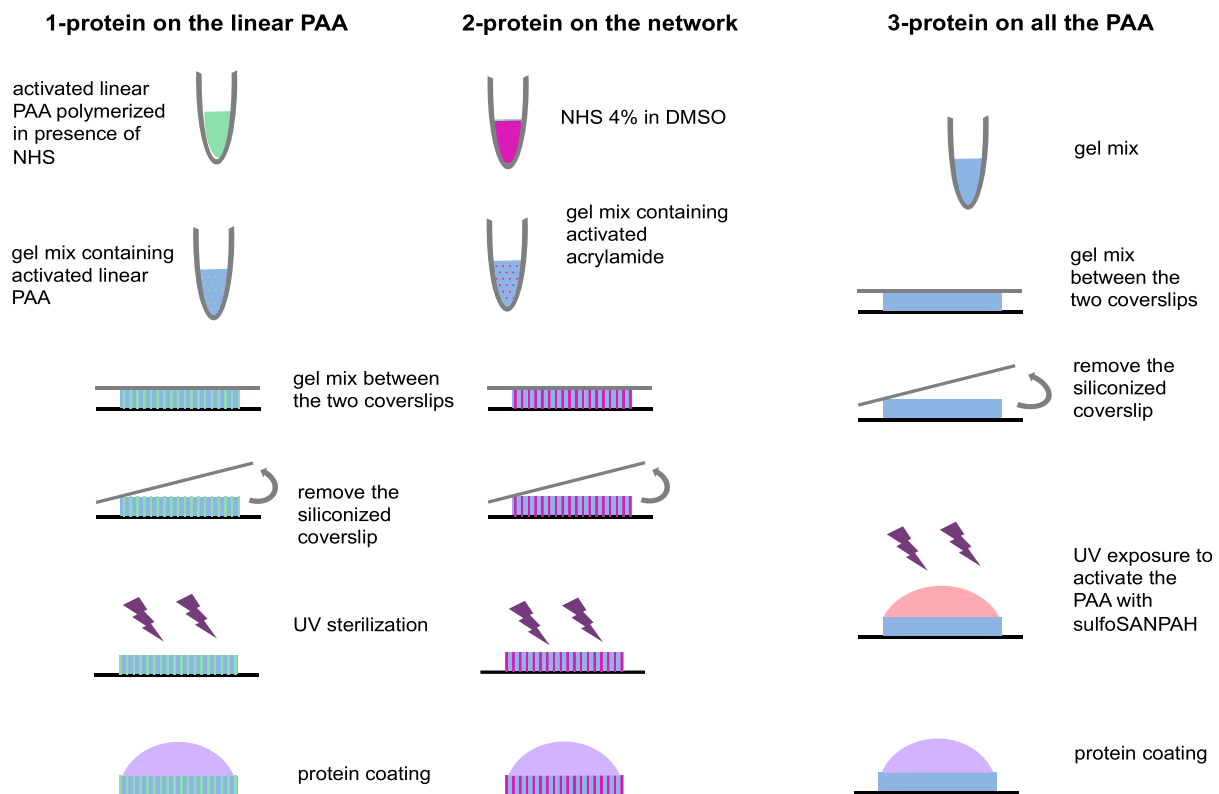 1-protein on the linear PAA
activated linear
PAA polymerized
in presence of
NHS
gel mix containing
activated linear
PAA
gel mix between
the two coverslips
remove the
siliconized
coverslip
UV sterilization
protein coating
2-protein on the network
NHS 4% in DMSO
gel mix containing
activated
acrylamide
3-protein on all the PAA
gel mix
gel mix
between the
two coverslips
remove the
siliconized
coverslip
UV exposure to
activate the
PAA with
sulfoSANPAH
protein coating